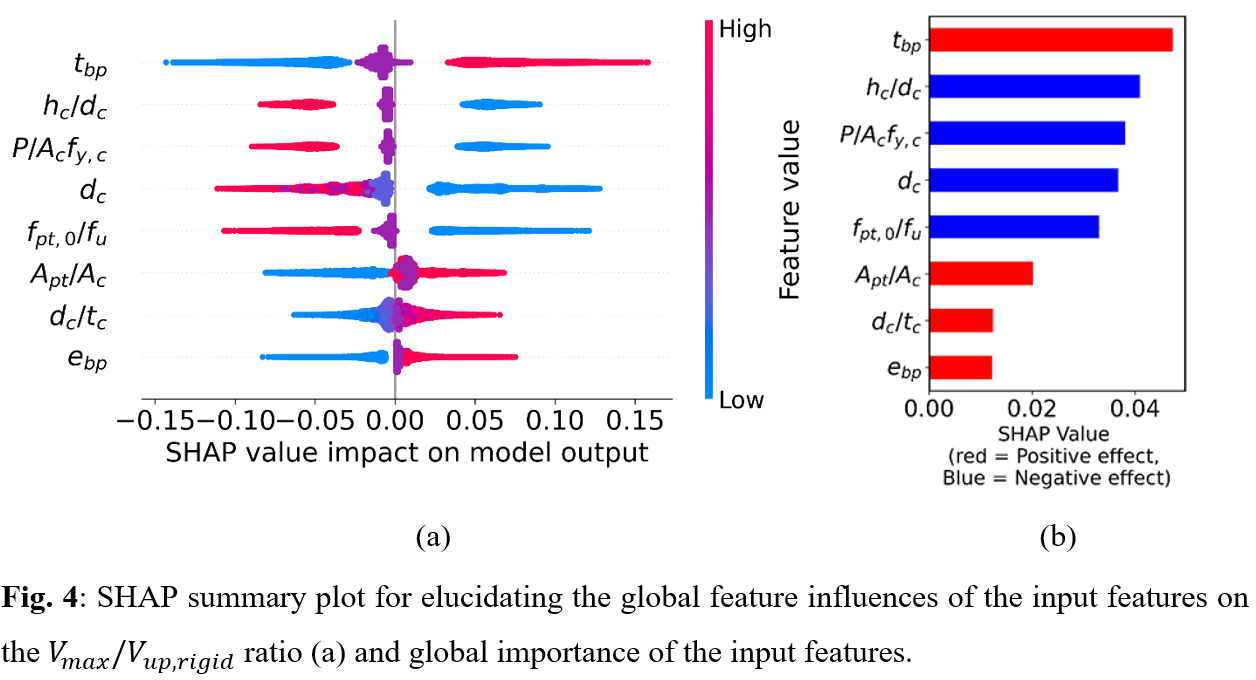 t_bp
h_c/d_c
P/A_cf_y,c
d_c
f_pt,0/f_u
A_pt/A_c
d_c/t_c
e_bp
−0.15−0.10−0.05 0.00 0.05 0.10 0.15
SHAP value impact on model output
High
Low
Feature value
(a)
t_bp
h_c/d_c
P/A_cf_y,c
d_c
f_pt,0/f_u
A_pt/A_c
d_c/t_c
e_bp
0.00 0.02 0.04
SHAP Value
(red = Positive effect,
Blue = Negative effect)
(b)
Fig. 4: SHAP summary plot for elucidating the global feature influences of the input features on
the V_max/V_up,rigid ratio (a) and global importance of the input features.